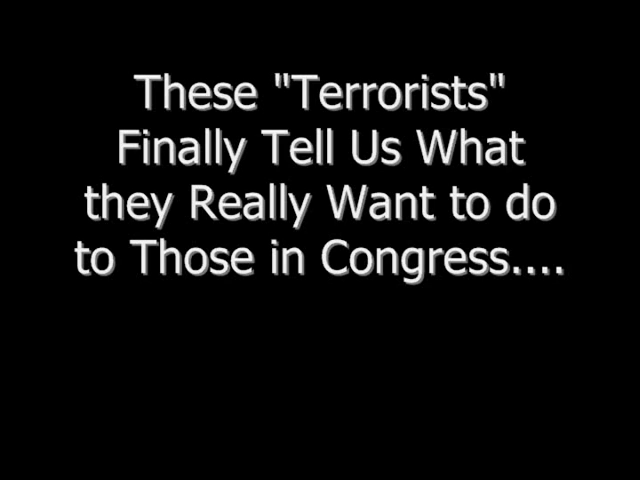 These "Terrorists"
Finally Tell Us What
they Really Want to do
to Those in Congress....